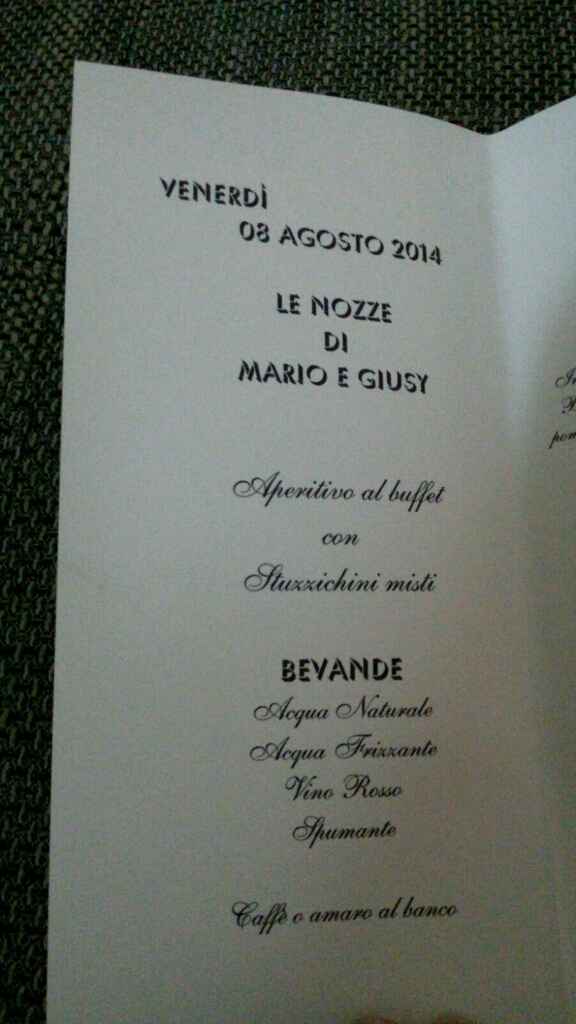 VENERDÌ
08 AGOSTO 2014
LE NOZZE
DI
MARIO E GIUSY
Aperitivo al buffet
con
Stuzzichini misti
BEVANDE
Acqua Naturale
Acqua Frizzante
Vino Rosso
Spumante
Caffè o amaro al banco